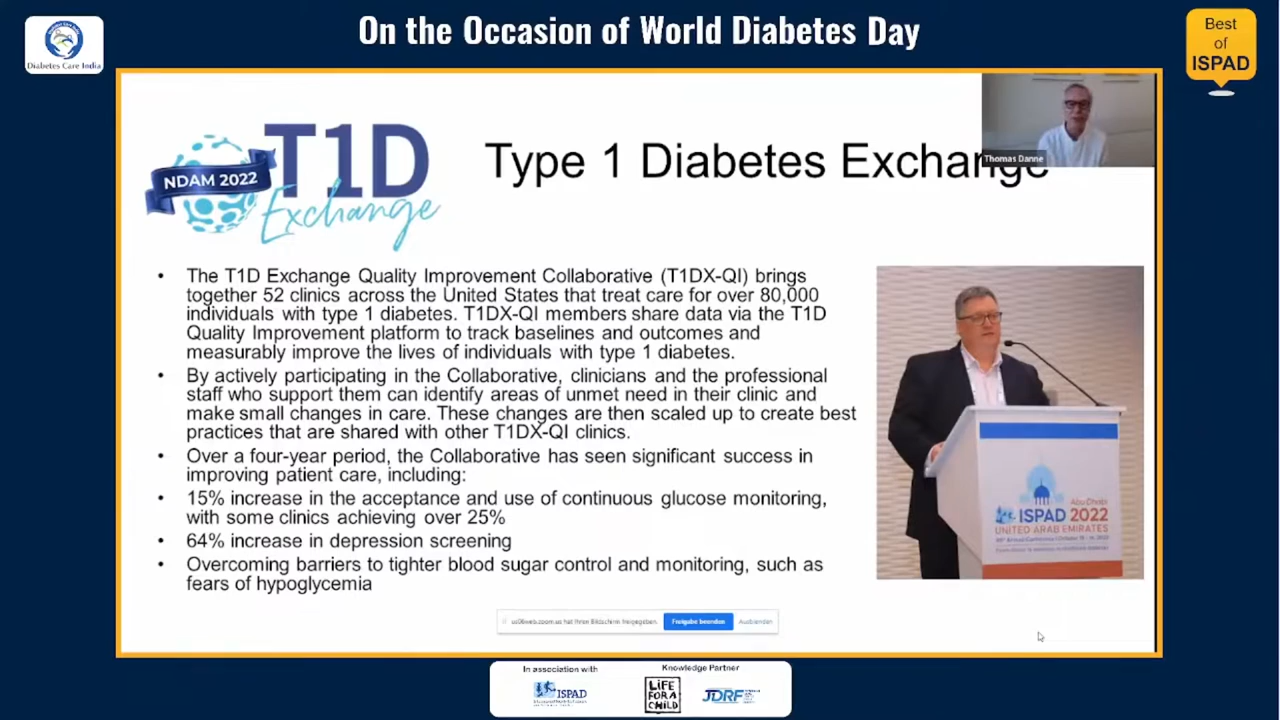 On the Occasion of World Diabetes Day
Diabetes Care India
Best
of
ISPAD
NDAM 2022
T1D
Exchange
Type 1 Diabetes Exchange
Thomas Danne
• The T1D Exchange Quality Improvement Collaborative (T1DX-QI) brings
together 52 clinics across the United States that treat care for over 80,000
individuals with type 1 diabetes. T1DX-QI members share data via the T1D
Quality Improvement platform to track baselines and outcomes and
measurably improve the lives of individuals with type 1 diabetes.
• By actively participating in the Collaborative, clinicians and the professional
staff who support them can identify areas of unmet need in their clinic and
make small changes in care. These changes are then scaled up to create best
practices that are shared with other T1DX-QI clinics.
• Over a four-year period, the Collaborative has seen significant success in
improving patient care, including:
• 15% increase in the acceptance and use of continuous glucose monitoring,
with some clinics achieving over 25%
• 64% increase in depression screening
• Overcoming barriers to tighter blood sugar control and monitoring, such as
fears of hypoglycemia
Abu Dhabi
ISPAD 2022
UNITED ARAB EMIRATES
us06web.zoom.us hat Ihren Bildschirm freigegeben.
Freigabe beenden
Ausblenden
In association with
ISPAD
Knowledge Partner
LIFE
FOR A
CHILD
JDRF